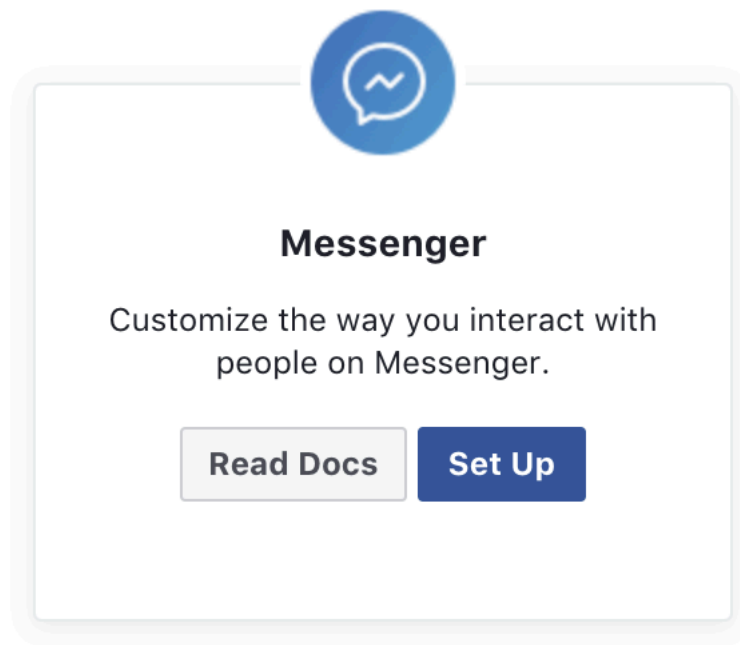 Messenger
Customize the way you interact with
people on Messenger.
Read Docs
Set Up